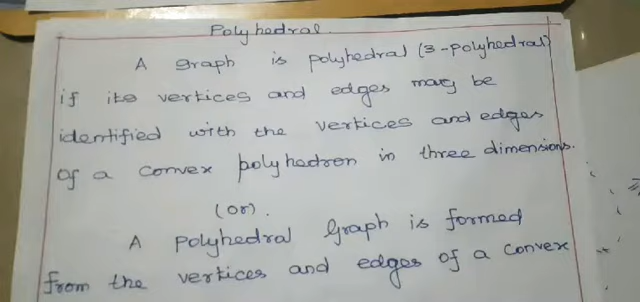 Polyhedral.
A graph is polyhedral (3-polyhedral)
if its vertices and edges may be
identified with the vertices and edges
of a convex polyhedron in three dimensions.
(or).
A polyhedral graph is formed
from the vertices and edges of a convex